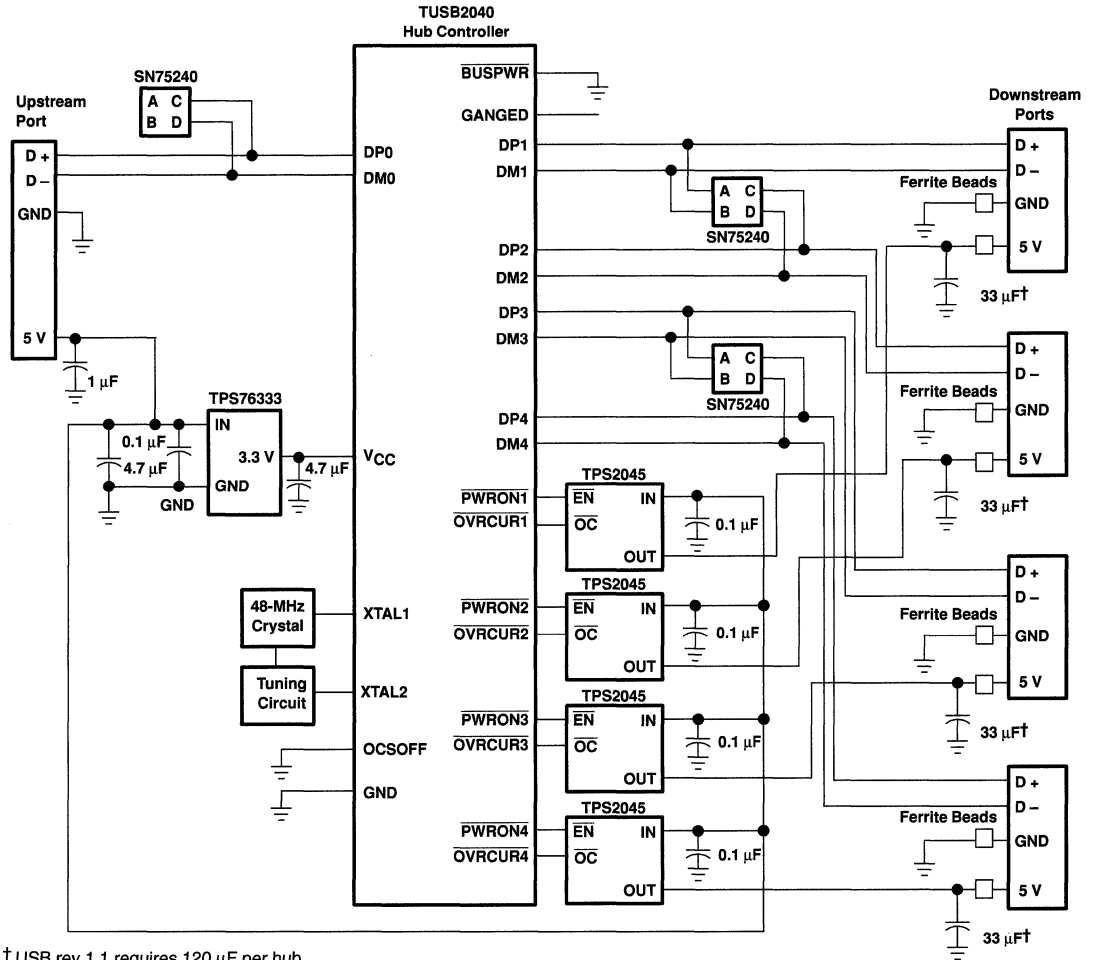 TUSB2040
Hub Controller
SN75240
A C
B D
Upstream
Port
D +
D −
GND
5 V
1 μF
TPS76333
IN
3.3 V
GND
0.1 μF
4.7 μF
GND
4.7 μF
DP0
DM0
VCC
48-MHz
Crystal
XTAL1
Tuning
Circuit
XTAL2
OCSOFF
GND
BUSPWR
GANGED
DP1
DM1
DP2
DM2
DP3
DM3
DP4
DM4
PWRON1
OVRCUR1
PWRON2
OVRCUR2
PWRON3
OVRCUR3
PWRON4
OVRCUR4
A C
B D
SN75240
A C
B D
SN75240
TPS2045
EN IN
OC
OUT
0.1 μF
TPS2045
EN IN
OC
OUT
0.1 μF
TPS2045
EN IN
OC
OUT
0.1 μF
TPS2045
EN IN
OC
OUT
0.1 μF
Downstream
Ports
D +
D −
Ferrite Beads
GND
5 V
33 μF†
D +
D −
Ferrite Beads
GND
5 V
33 μF†
D +
D −
Ferrite Beads
GND
5 V
33 μF†
D +
D −
Ferrite Beads
GND
5 V
33 μF†
† USB rev 1.1 requires 120 μF per hub.